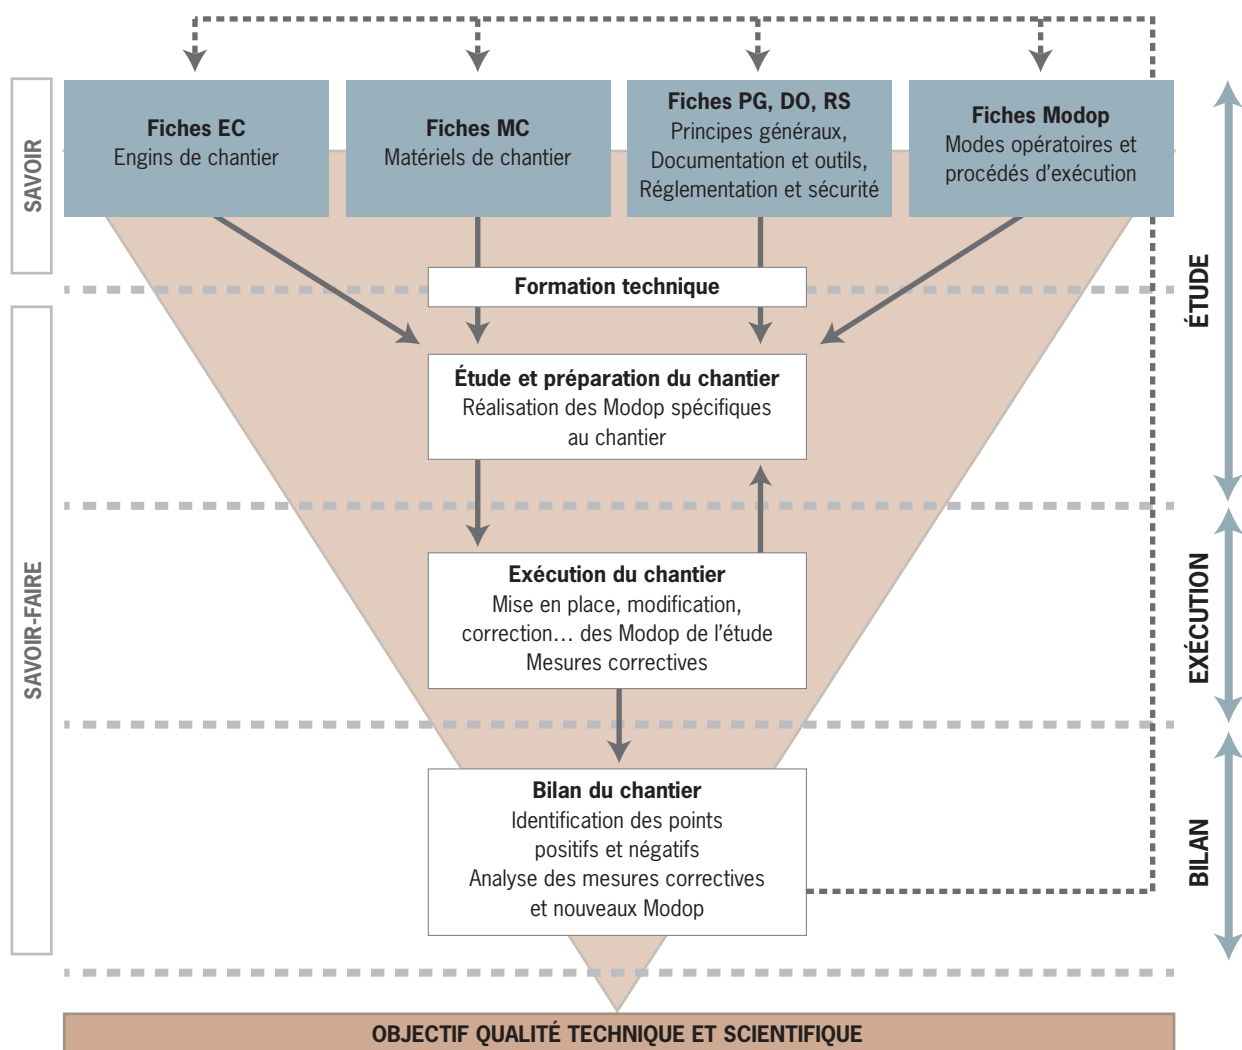 SAVOIR
Fiches EC
Engins de chantier
Fiches MC
Matériels de chantier
Fiches PG, DO, RS
Principes généraux,
Documentation et outils,
Réglementation et sécurité
Fiches Modop
Modes opératoires et
procédés d'exécution
ÉTUDE
Formation technique
Étude et préparation du chantier
Réalisation des Modop spécifiques
au chantier
SAVOIR-FAIRE
Exécution du chantier
Mise en place, modification,
correction… des Modop de l'étude
Mesures correctives
EXÉCUTION
Bilan du chantier
Identification des points
positifs et négatifs
Analyse des mesures correctives
et nouveaux Modop
BILAN
OBJECTIF QUALITÉ TECHNIQUE ET SCIENTIFIQUE